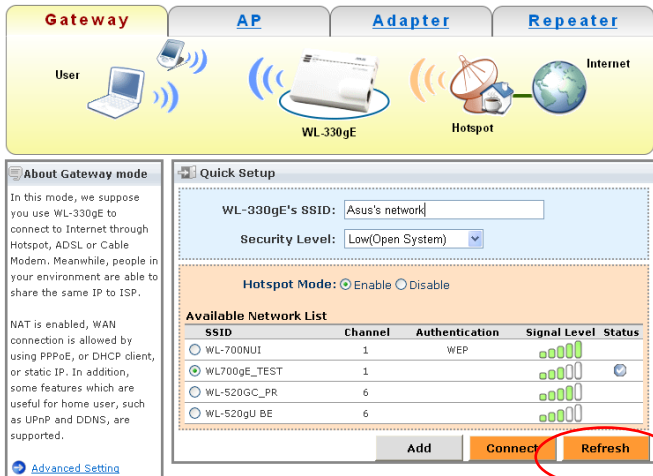 Gateway AP Adapter Repeater
User
Internet
WL-330gE
Hotspot
About Gateway mode
In this mode, we suppose
you use WL-330gE to
connect to Internet through
Hotspot, ADSL or Cable
Modem. Meanwhile, people in
your environment are able to
share the same IP to ISP.
NAT is enabled, WAN
connection is allowed by
using PPPoE, or DHCP client,
or static IP. In addition,
some features which are
useful for home user, such
as UPnP and DDNS, are
supported.
Advanced Setting
Quick Setup
WL-330gE's SSID: Asus's network
Security Level: Low(Open System)
Hotspot Mode: Enable Disable
Available Network List
SSID Channel Authentication Signal Level Status
WL-700NUI 1 WEP
WL700gE_TEST 1
WL-520GC_PR 6
WL-520gU BE 6
Add Connect Refresh